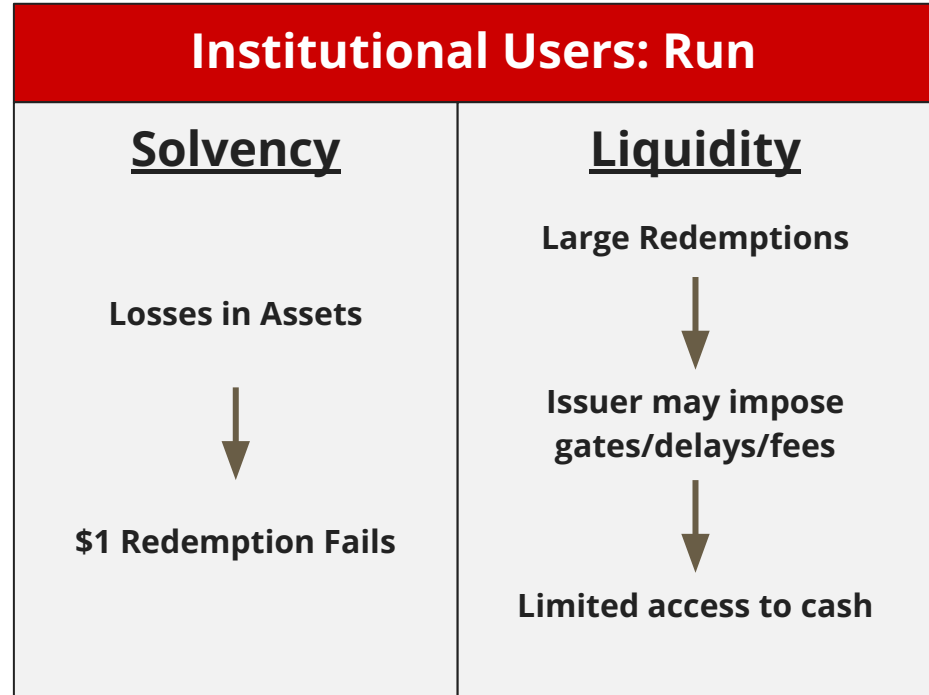 Institutional Users: Run
Solvency
Losses in Assets
$1 Redemption Fails
Liquidity
Large Redemptions
Issuer may impose
gates/delays/fees
Limited access to cash